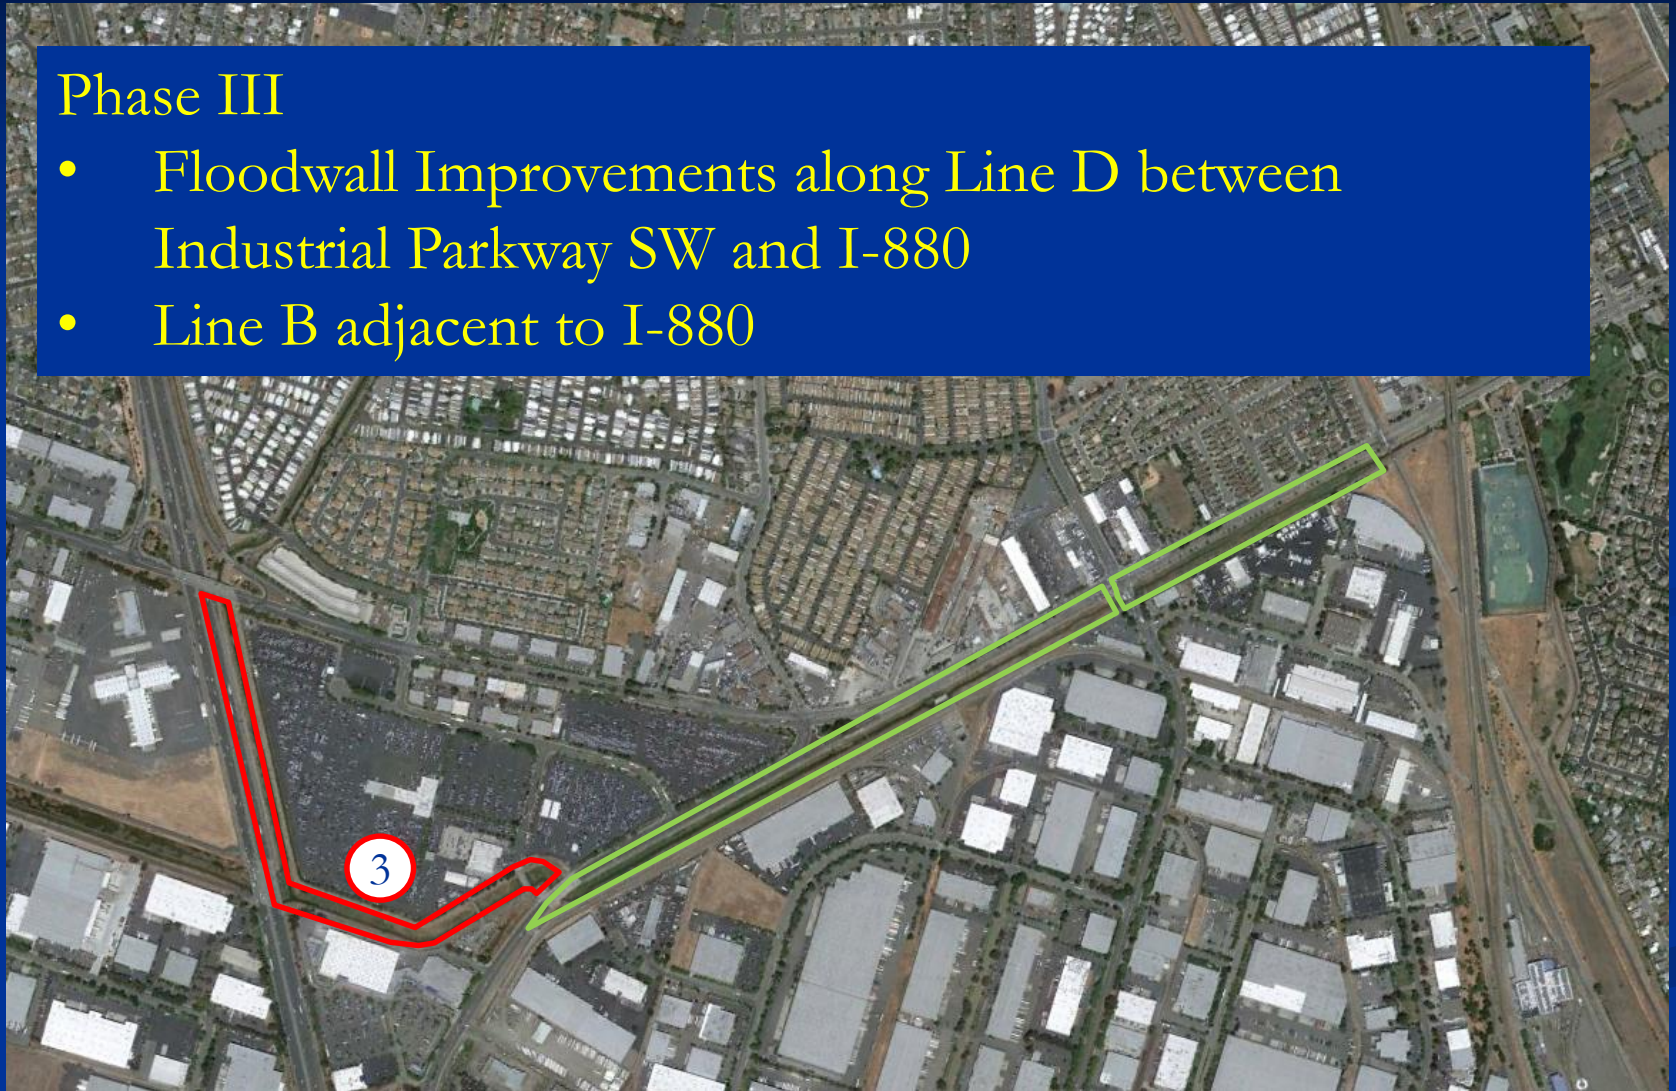 Phase III
• Floodwall Improvements along Line D between
Industrial Parkway SW and I-880
• Line B adjacent to I-880
3